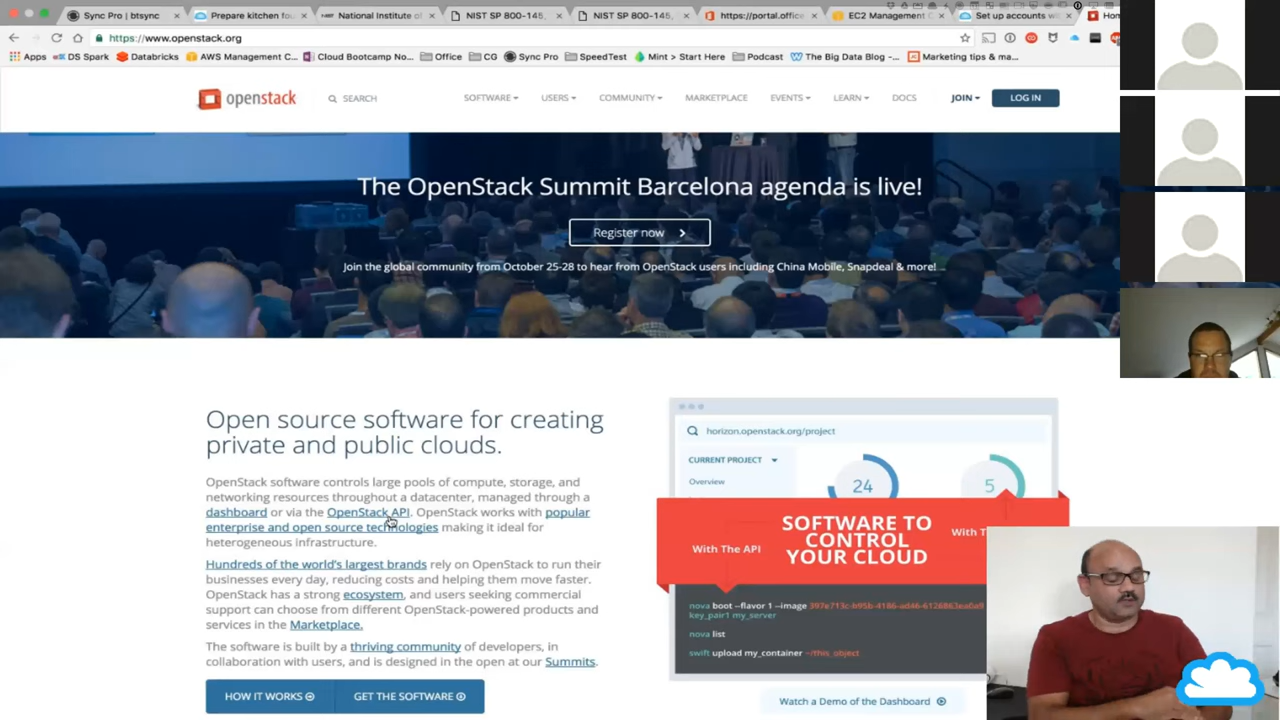 Sync Pro | btsync
Prepare kitchen fou
National Institute of
NIST SP 800-145,
NIST SP 800-145,
https://portal.office
EC2 Management C
Set up accounts wi
Hom
https://www.openstack.org
Apps
DS Spark
Databricks
AWS Management C...
Cloud Bootcamp No...
Office
CG
Sync Pro
SpeedTest
Mint > Start Here
Podcast
The Big Data Blog -...
Marketing tips & ma...
openstack
SEARCH
SOFTWARE
USERS
COMMUNITY
MARKETPLACE
EVENTS
LEARN
DOCS
JOIN
LOG IN
The OpenStack Summit Barcelona agenda is live!
Register now
Join the global community from October 25-28 to hear from OpenStack users including China Mobile, Snapdeal & more!
Open source software for creating
private and public clouds.
OpenStack software controls large pools of compute, storage, and
networking resources throughout a datacenter, managed through a
dashboard or via the OpenStack API. OpenStack works with popular
enterprise and open source technologies making it ideal for
heterogeneous infrastructure.
Hundreds of the world's largest brands rely on OpenStack to run their
businesses every day, reducing costs and helping them move faster.
OpenStack has a strong ecosystem, and users seeking commercial
support can choose from different OpenStack-powered products and
services in the Marketplace.
The software is built by a thriving community of developers, in
collaboration with users, and is designed in the open at our Summits.
HOW IT WORKS
GET THE SOFTWARE
horizon.openstack.org/project
CURRENT PROJECT
Overview
24
5
With The API
SOFTWARE TO
CONTROL
YOUR CLOUD
With T
nova boot --flavor 1 --image
key_pair1 my_server
nova list
swift upload my_container ~/this_object
Watch a Demo of the Dashboard